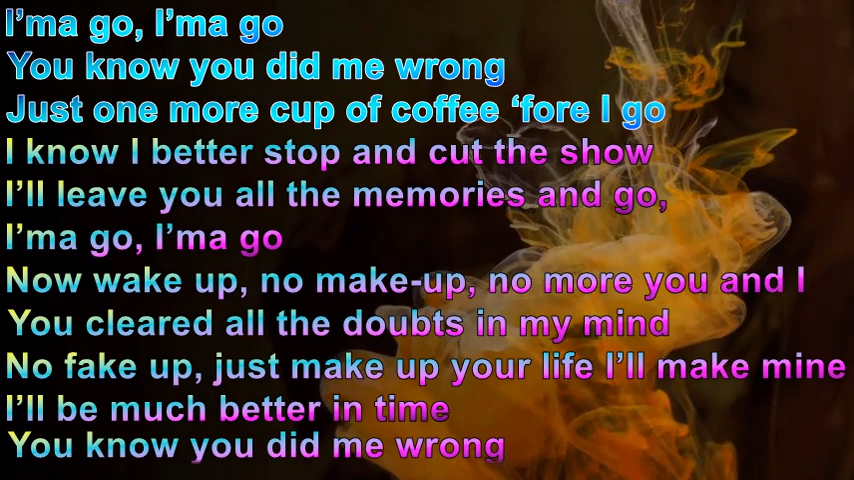 I’ma go, I’ma go
You know you did me wrong
Just one more cup of coffee ‘fore I go
I know I better stop and cut the show
I’ll leave you all the memories and go,
I’ma go, I’ma go
Now wake up, no make-up, no more you and I
You cleared all the doubts in my mind
No fake up, just make up your life I’ll make mine
I’ll be much better in time
You know you did me wrong